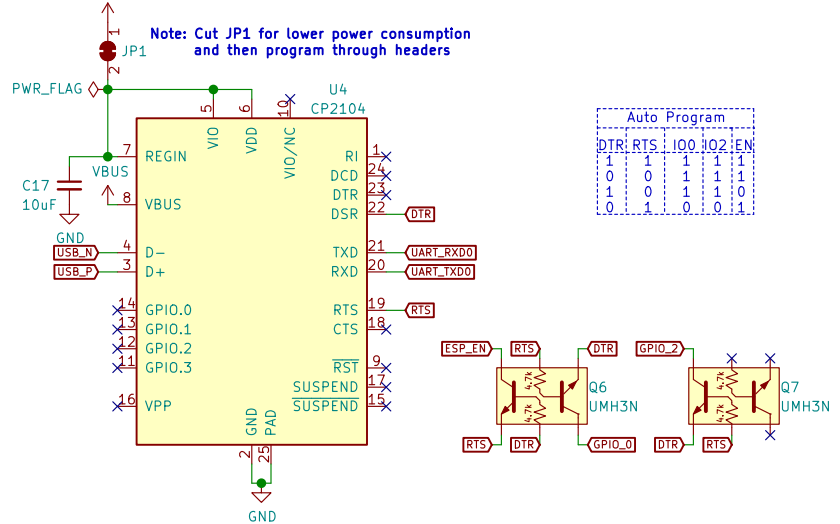 Note: Cut JP1 for lower power consumption
and then program through headers
1
JP1
2
PWR_FLAG
U4
CP2104
5
6
10
VIO
VDD
VIO/NC
7
REGIN
VBUS
8
VBUS
C17
10uF
GND
USB_N
4
D-
USB_P
3
D+
14
GPIO.0
13
GPIO.1
12
GPIO.2
11
GPIO.3
16
VPP
RI
1
DCD
24
DTR
23
DSR
22
DTR
TXD
21
UART_RXD0
RXD
20
UART_TXD0
RTS
19
RTS
CTS
18
RST
9
SUSPEND
17
SUSPEND
15
GND
PAD
2
25
GND
Auto Program
DTR RTS IO0 IO2 EN
1 1 1 1 1
0 0 1 1 1
1 0 1 1 0
0 1 0 0 1
ESP_EN
RTS
DTR
4.7k
4.7k
Q6
UMH3N
RTS
DTR
GPIO_0
GPIO_2
4.7k
4.7k
Q7
UMH3N
DTR
RTS